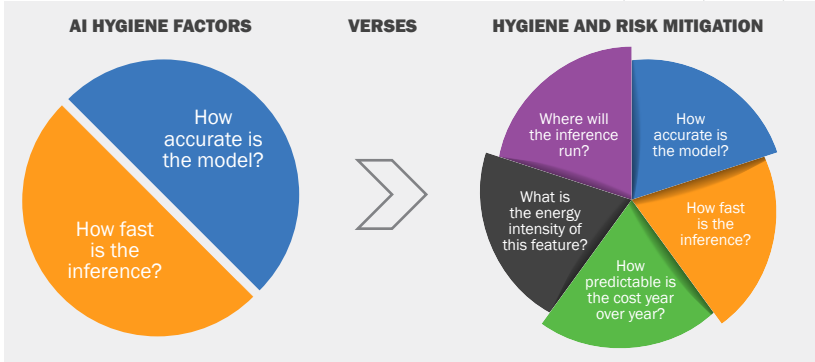 AI HYGIENE FACTORS
VERSES
HYGIENE AND RISK MITIGATION
How
accurate is
the model?
How fast
is the
inference?
Where will
the inference
run?
How
accurate is
the model?
What is
the energy
intensity of
this feature?
How fast
is the
inference?
How
predictable is
the cost year
over year?